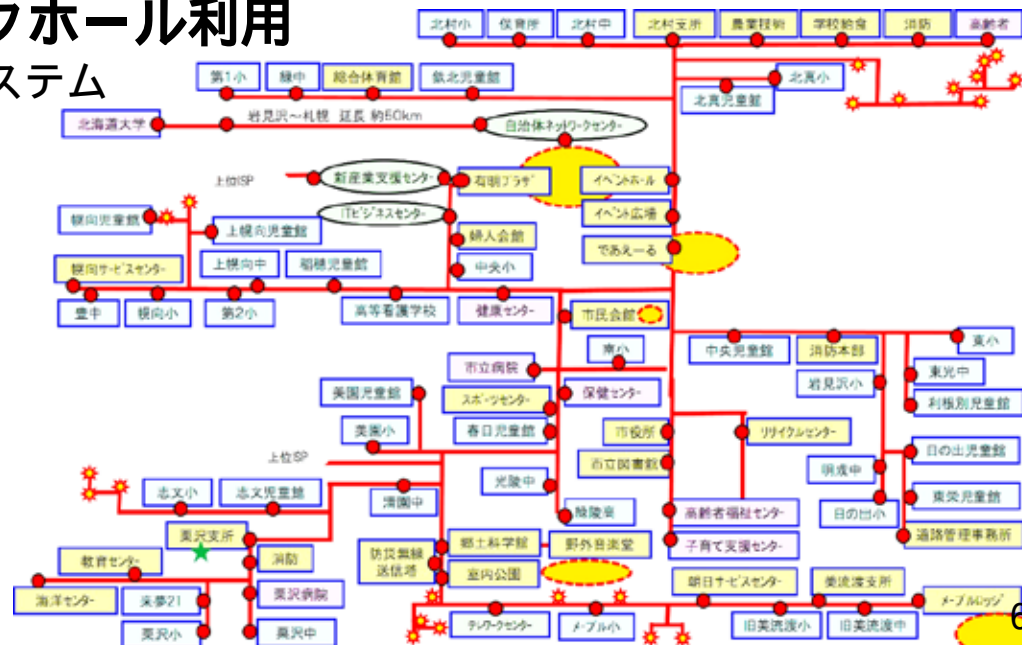 クホール利用
ステム
北村小
保育所
北村中
北村支所
農業技術
学校給食
消防
高齢者
第1小
緑中
総合体育館
鉄北児童館
北真小
北真児童館
北海道大学
岩見沢～札幌 延長 約60km
自治体ネットワークセンター
上位ISP
新産業支援センター
有明プラザ
イベントホール
ITビジネスセンター
イベント広場
幌向児童館
上幌向児童館
婦人会館
であえーる
幌向サービスセンター
上幌向中
稲穂児童館
中央小
豊中
幌向小
第2小
高等看護学校
健康センター
市民会館
南小
中央児童館
消防本部
東小
市立病院
岩見沢小
東光中
美園児童館
スポーツセンター
保健センター
利根別児童館
美園小
春日児童館
市役所
リサイクルセンター
日の出児童館
上位ISP
市立図書館
明成中
志文小
志文児童館
清園中
光陵中
東栄児童館
高齢者福祉センター
日の出小
栗沢支所
道路管理事務所
郷土科学館
野外音楽堂
子育て支援センター
教育センター
消防
防災無線
送信塔
室内公園
朝日サービスセンター
美流渡支所
海洋センター
来夢21
栗沢病院
メープルロッジ
栗沢小
栗沢中
テレワークセンター
メープル小
旧美流渡小
旧美流渡中
6